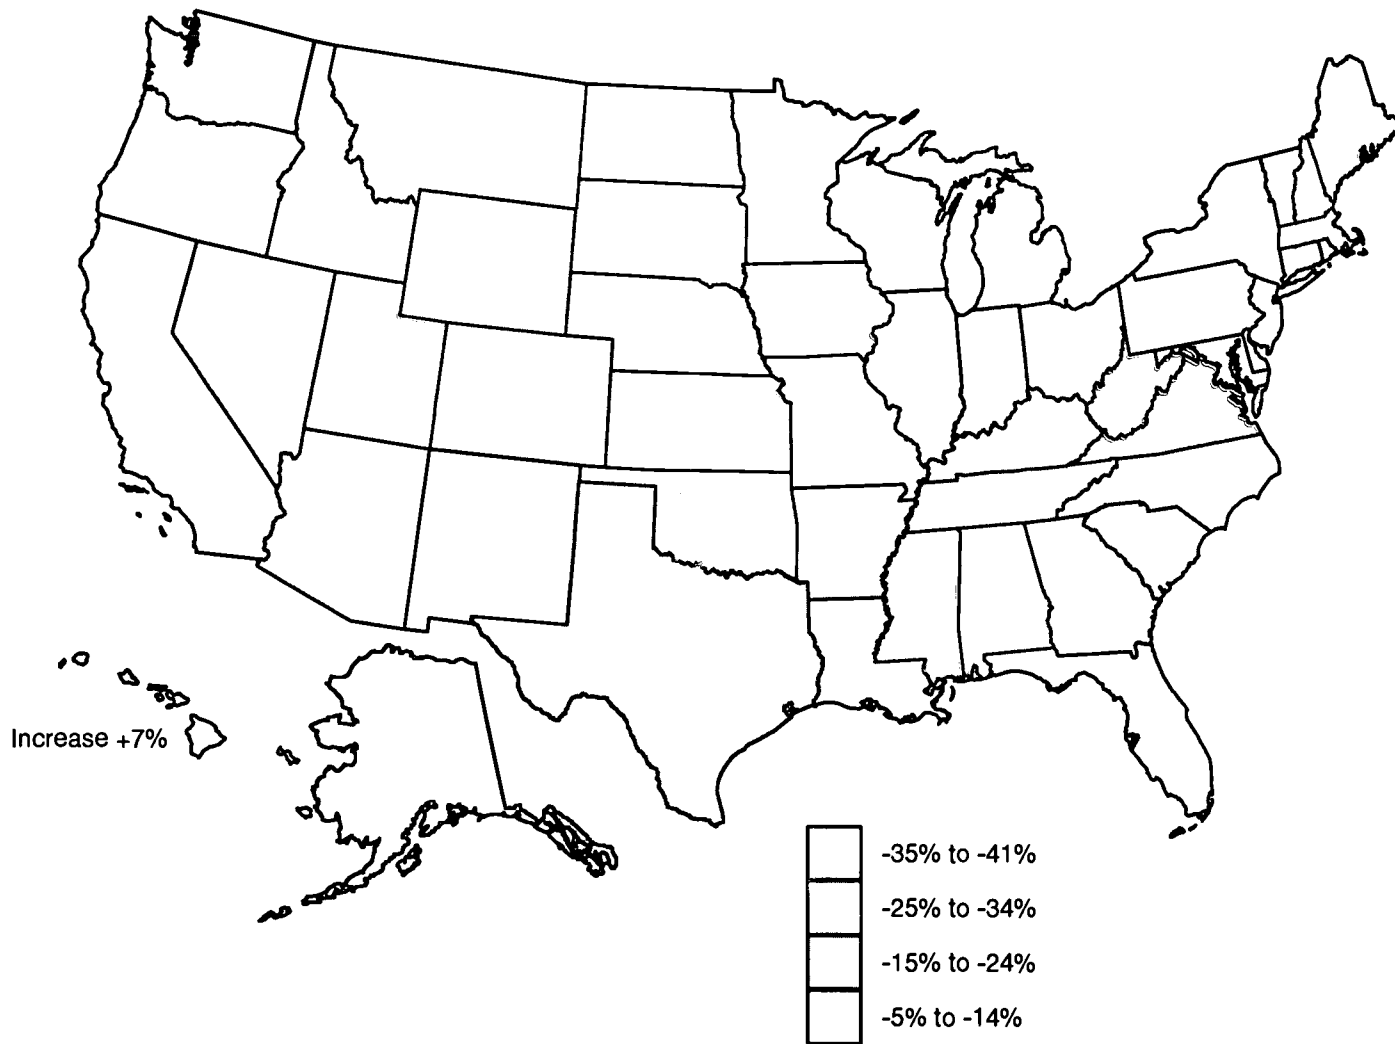 Increase +7%
-35% to -41%
-25% to -34%
-15% to -24%
-5% to -14%